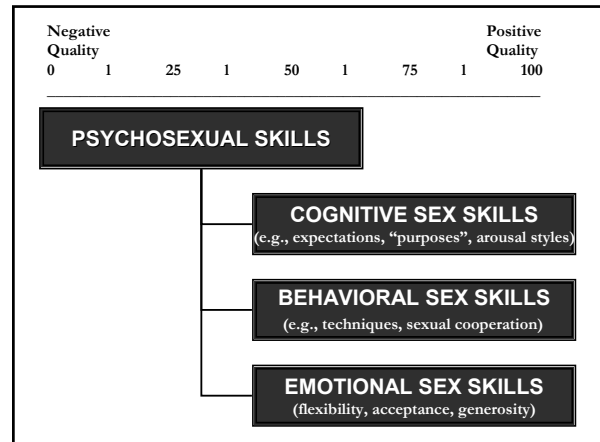 Negative Positive
Quality Quality
0 1 25 1 50 1 75 1 100
PSYCHOSEXUAL SKILLS
COGNITIVE SEX SKILLS
(e.g., expectations, “purposes”, arousal styles)
BEHAVIORAL SEX SKILLS
(e.g., techniques, sexual cooperation)
EMOTIONAL SEX SKILLS
(flexibility, acceptance, generosity)